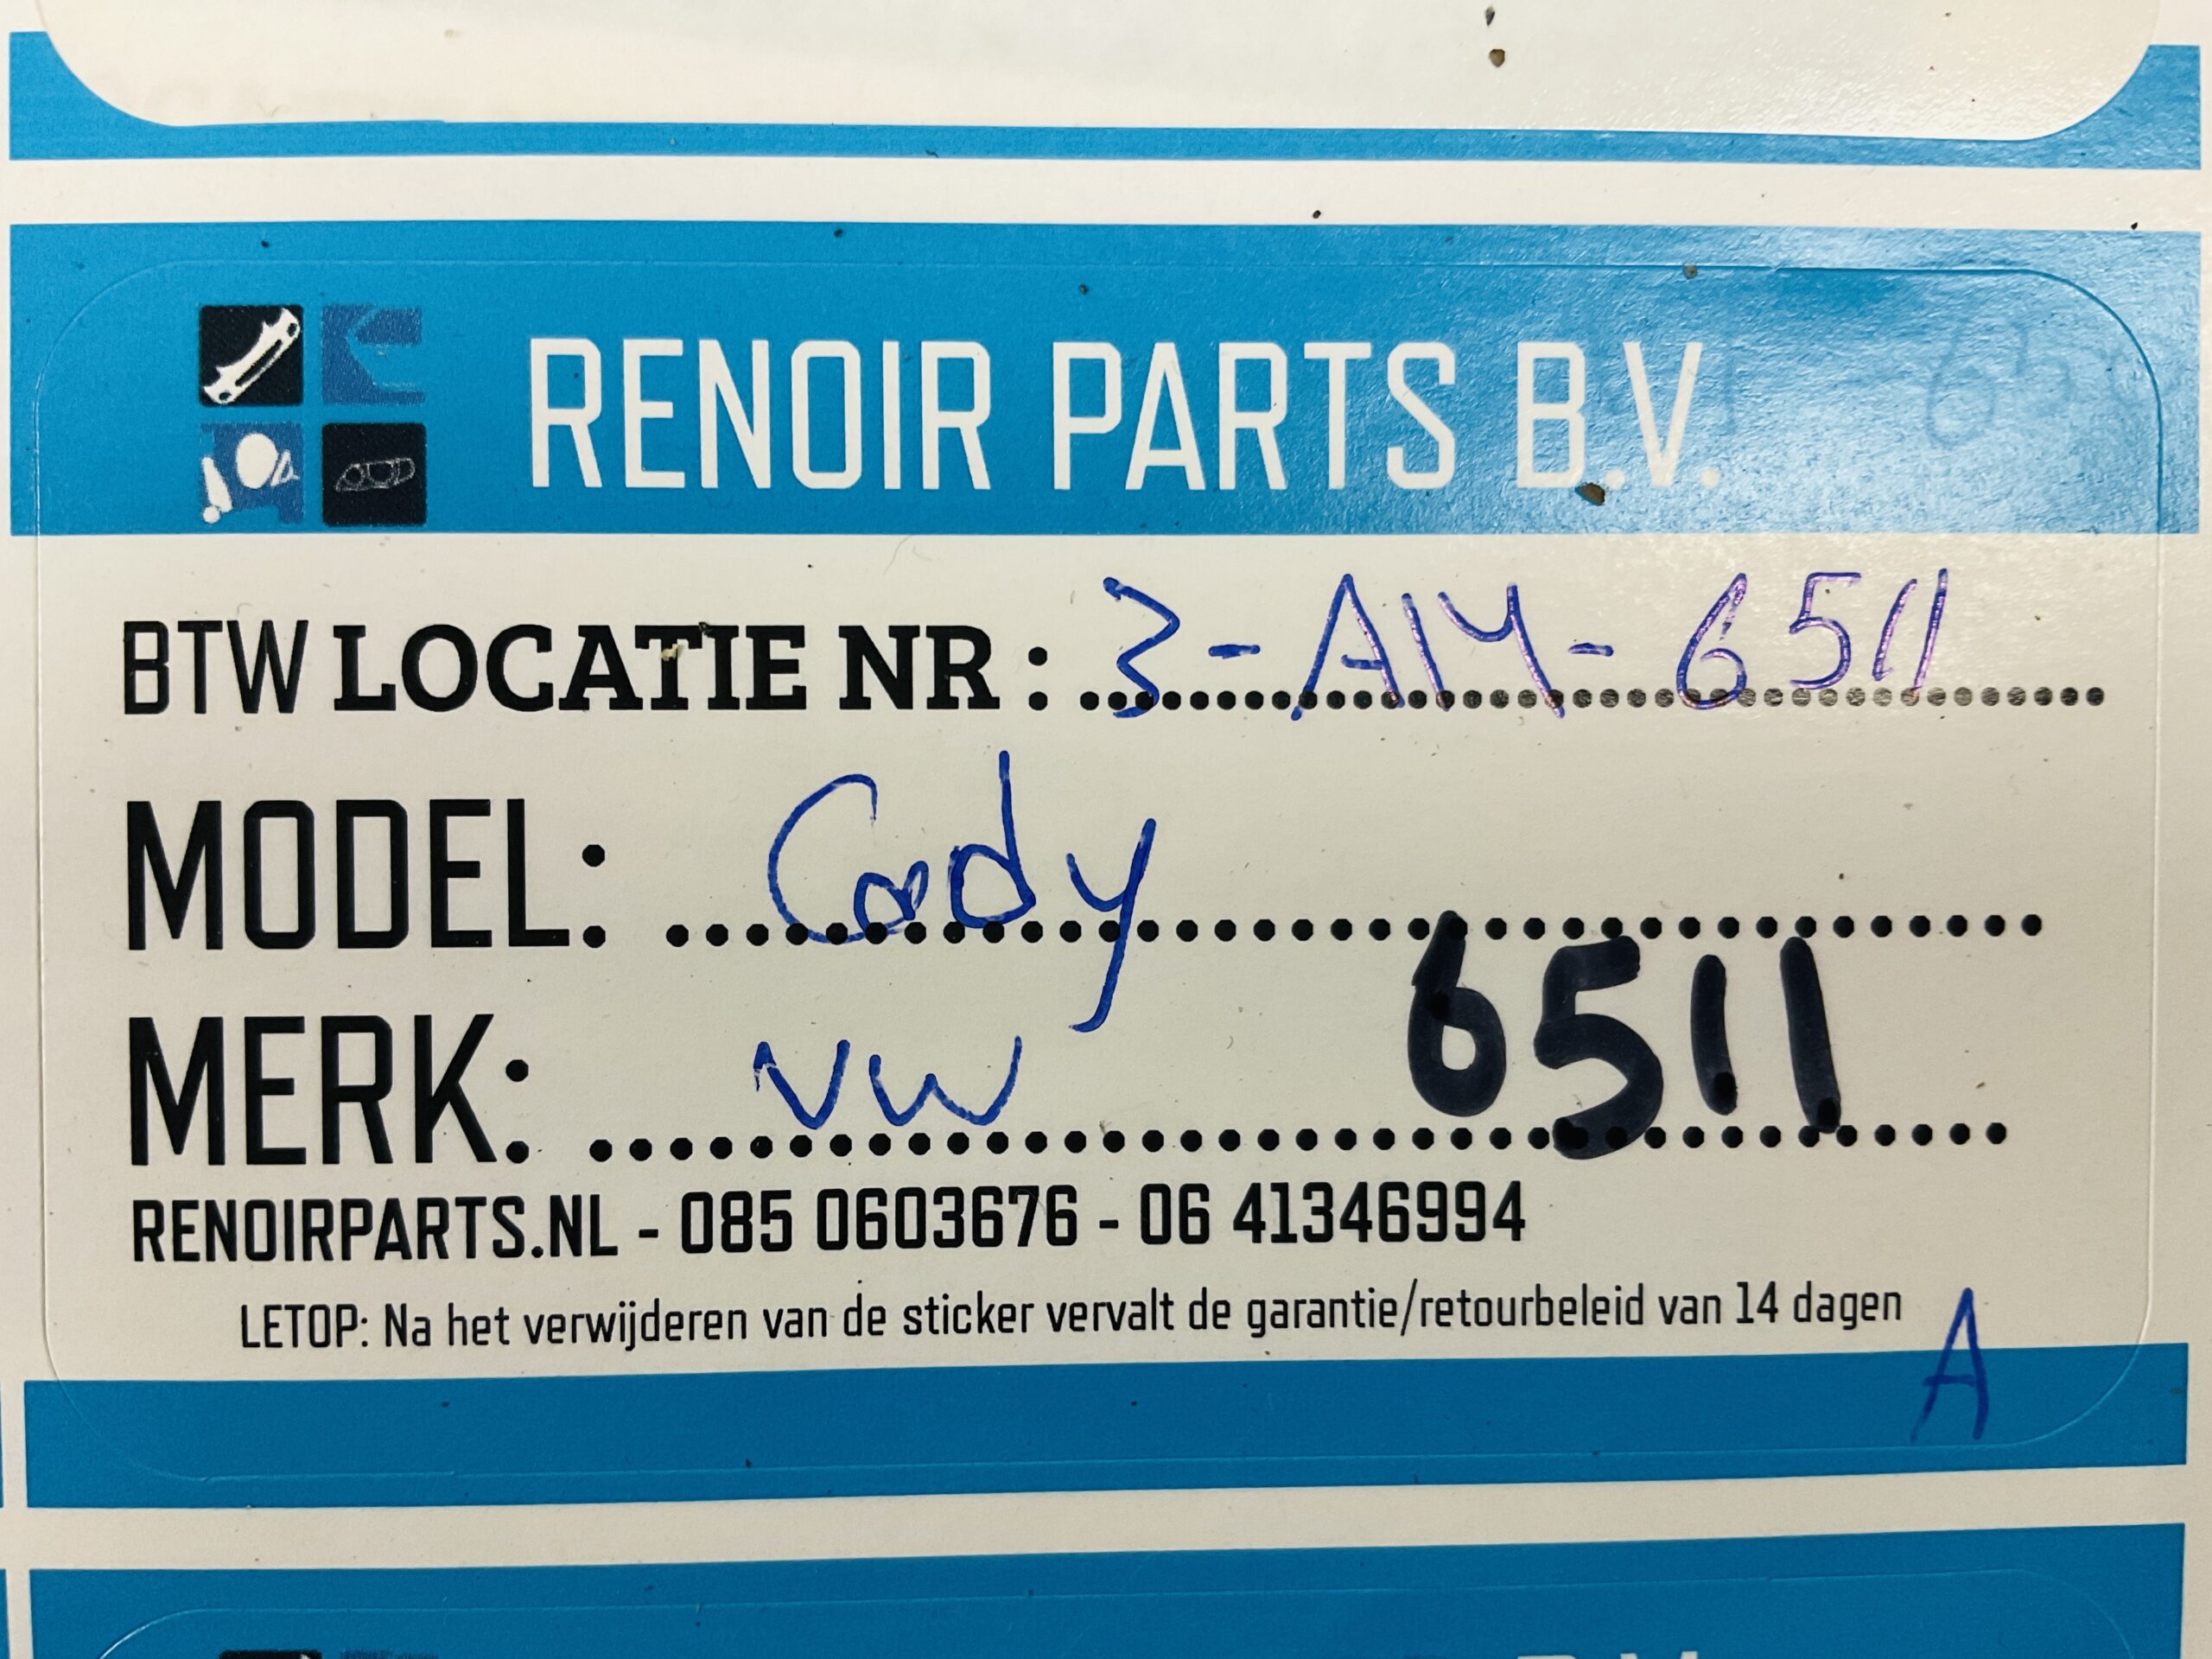 RENOIR PARTS B.V.
BTW LOCATIE NR : 3-A14-6511
MODEL: Cady
MERK: VW 6511
RENOIRPARTS.NL - 085 0603676 - 06 41346994
LETOP: Na het verwijderen van de sticker vervalt de garantie/retourbeleid van 14 dagen
A